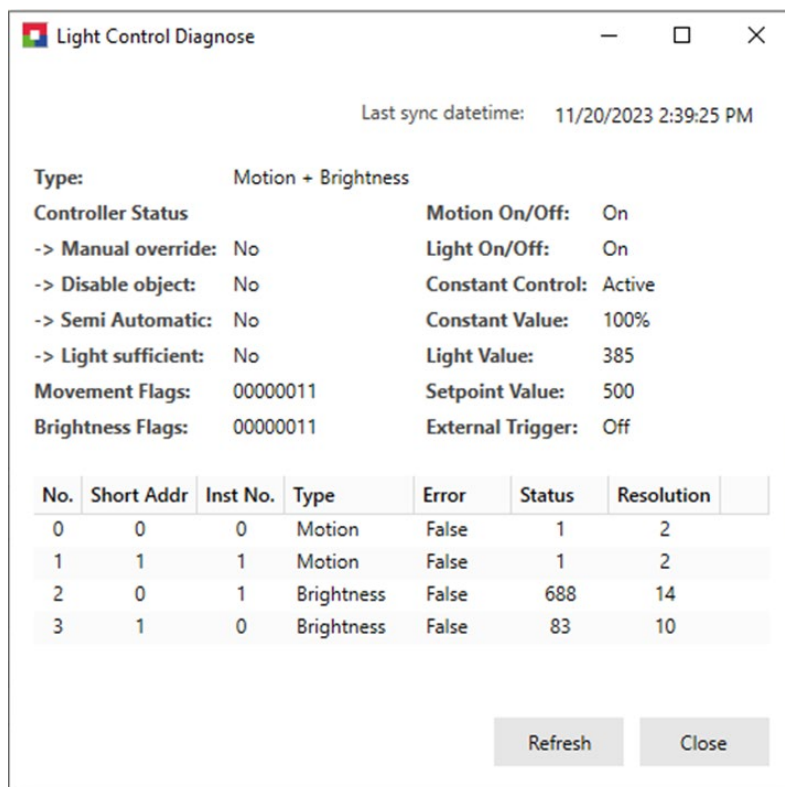 Light Control Diagnose
Last sync datetime: 11/20/2023 2:39:25 PM
Type: Motion + Brightness
Controller Status Motion On/Off: On
-> Manual override: No Light On/Off: On
-> Disable object: No Constant Control: Active
-> Semi Automatic: No Constant Value: 100%
-> Light sufficient: No Light Value: 385
Movement Flags: 00000011 Setpoint Value: 500
Brightness Flags: 00000011 External Trigger: Off
No. Short Addr Inst No. Type Error Status Resolution
0 0 0 Motion False 1 2
1 1 1 Motion False 1 2
2 0 1 Brightness False 688 14
3 1 0 Brightness False 83 10
Refresh Close